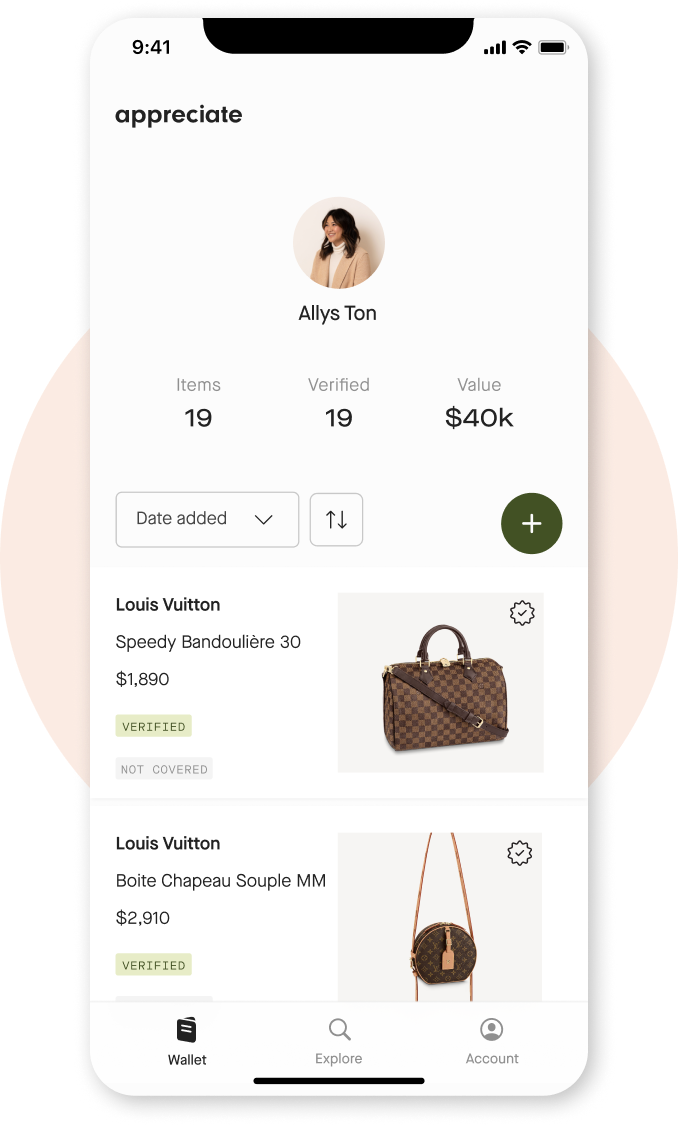 9:41
appreciate
Allys Ton
Items Verified Value
19 19 $40k
Date added
Louis Vuitton
Speedy Bandoulière 30
$1,890
VERIFIED
NOT COVERED
Louis Vuitton
Boite Chapeau Souple MM
$2,910
VERIFIED
Wallet Explore Account